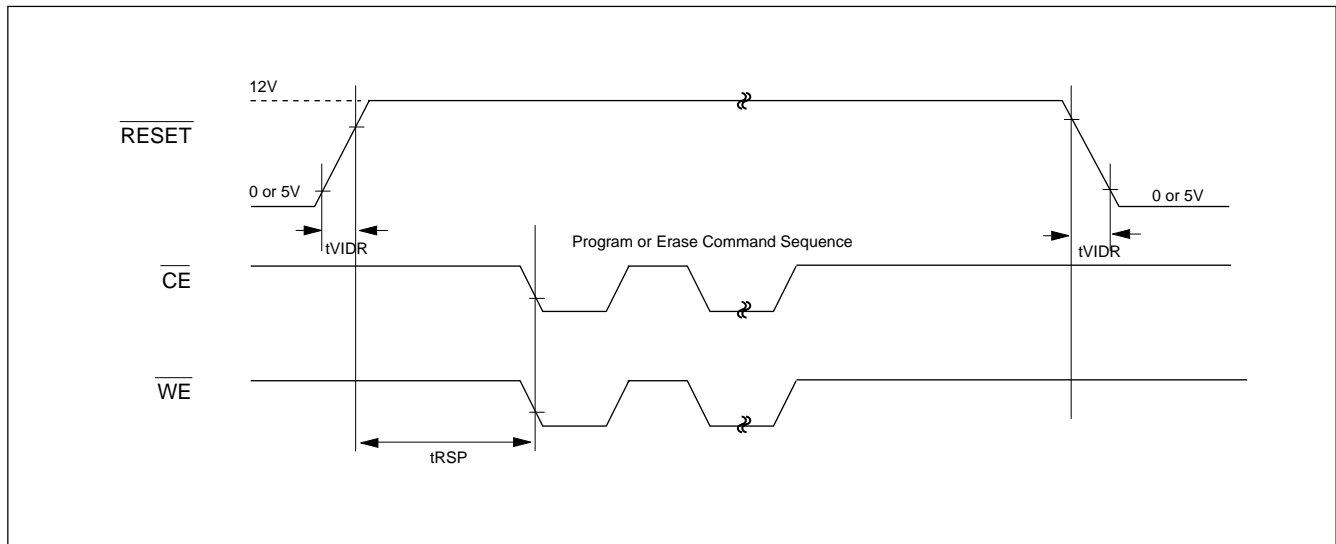 12V
RESET
0 or 5V
0 or 5V
tVIDR
Program or Erase Command Sequence
tVIDR
CE
WE
tRSP